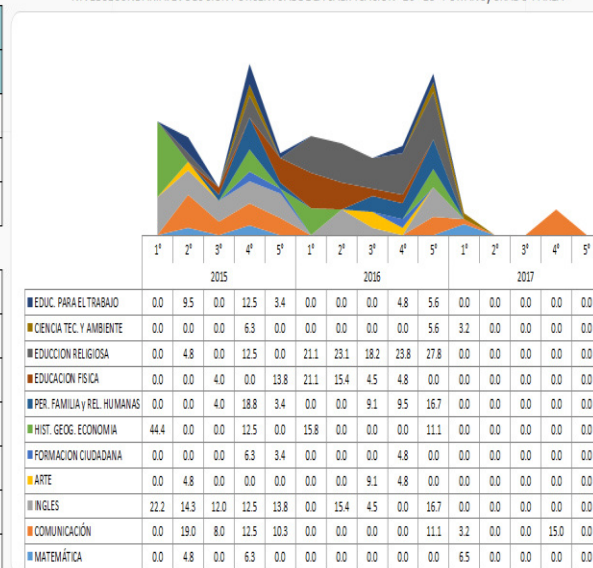 1° 2° 3° 4° 5° 1° 2° 3° 4° 5° 1° 2° 3° 4° 5°
2015 2016 2017
EDUC. PARA EL TRABAJO 0.0 9.5 0.0 12.5 3.4 0.0 0.0 0.0 4.8 5.6 0.0 0.0 0.0 0.0 0.0
CIENCIA TEC. Y AMBIENTE 0.0 0.0 0.0 6.3 0.0 0.0 0.0 0.0 0.0 5.6 3.2 0.0 0.0 0.0 0.0
EDUCCION RELIGIOSA 0.0 4.8 0.0 12.5 0.0 21.1 23.1 18.2 23.8 27.8 0.0 0.0 0.0 0.0 0.0
EDUCACION FISICA 0.0 0.0 4.0 0.0 13.8 21.1 15.4 4.5 4.8 0.0 0.0 0.0 0.0 0.0 0.0
PER. FAMILIA y REL. HUMANAS 0.0 0.0 4.0 18.8 3.4 0.0 0.0 9.1 9.5 16.7 0.0 0.0 0.0 0.0 0.0
HIST. GEOG. ECONOMIA 44.4 0.0 0.0 12.5 0.0 15.8 0.0 0.0 0.0 11.1 0.0 0.0 0.0 0.0 0.0
FORMACION CIUDADANA 0.0 0.0 0.0 6.3 3.4 0.0 0.0 0.0 4.8 0.0 0.0 0.0 0.0 0.0 0.0
ARTE 0.0 4.8 0.0 0.0 0.0 0.0 0.0 9.1 4.8 0.0 0.0 0.0 0.0 0.0 0.0
INGLES 22.2 14.3 12.0 12.5 13.8 0.0 15.4 4.5 0.0 16.7 0.0 0.0 0.0 0.0 0.0
COMUNICACIÓN 0.0 19.0 8.0 12.5 10.3 0.0 0.0 0.0 0.0 11.1 3.2 0.0 0.0 15.0 0.0
MATEMÁTICA 0.0 4.8 0.0 6.3 0.0 0.0 0.0 0.0 0.0 0.0 6.5 0.0 0.0 0.0 0.0